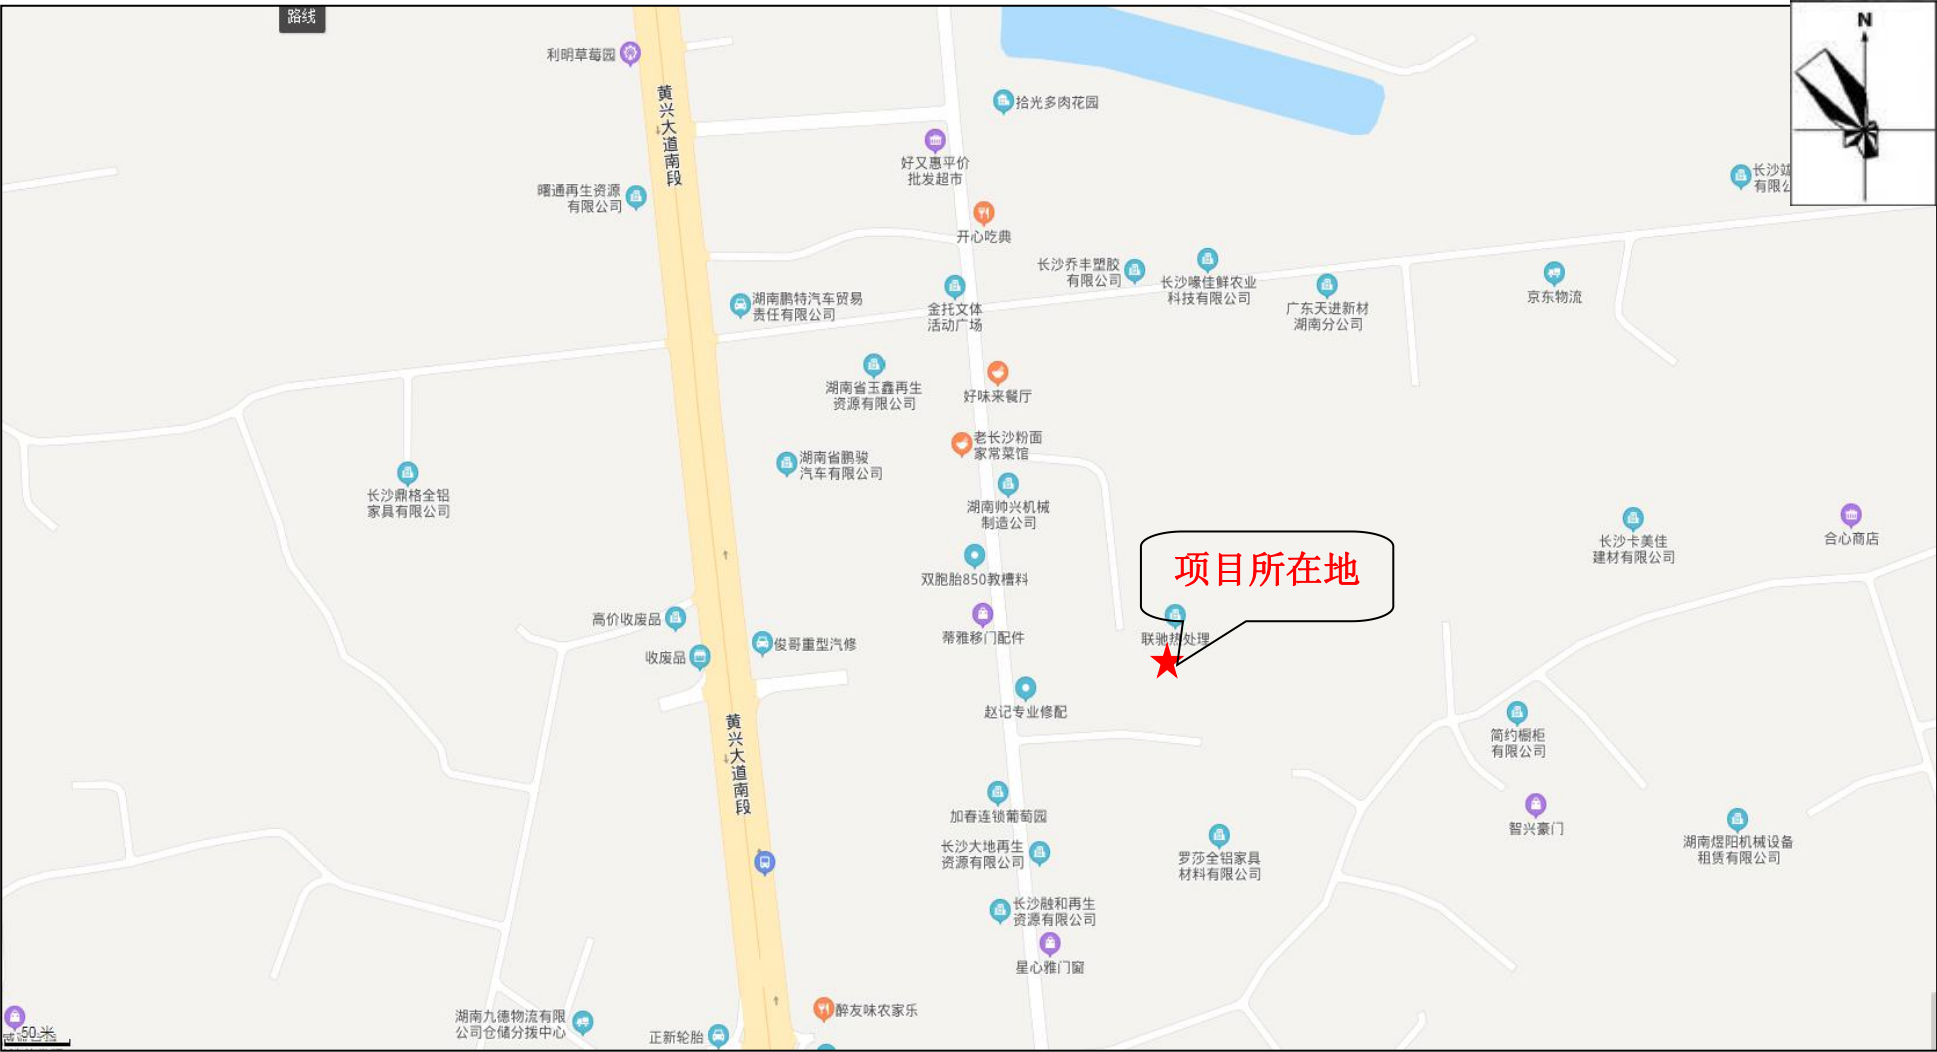 路线
N
利明草莓园
黄兴大道南段
拾光多肉花园
好又惠平价
批发超市
曙通再生资源
有限公司
长沙
有限
开心吃典
长沙乔丰塑胶
有限公司
长沙喙佳鲜农业
科技有限公司
广东天进新材
湖南分公司
京东物流
湖南鹏特汽车贸易
责任有限公司
金托文体
活动广场
湖南省玉鑫再生
资源有限公司
好味来餐厅
老长沙粉面
家常菜馆
湖南省鹏骏
汽车有限公司
长沙鼎格全铝
家具有限公司
湖南帅兴机械
制造公司
长沙卡美佳
建材有限公司
合心商店
项目所在地
双胞胎850教槽料
高价收废品
蒂雅移门配件
联驰热处理
俊哥重型汽修
收废品
赵记专业修配
黄兴大道南段
简约橱柜
有限公司
加春连锁葡萄园
智兴豪门
长沙大地再生
资源有限公司
罗莎全铝家具
材料有限公司
湖南煜阳机械设备
租赁有限公司
长沙融和再生
资源有限公司
星心雅门窗
湖南九德物流有限
公司仓储分拨中心
醉友味农家乐
正新轮胎
50米